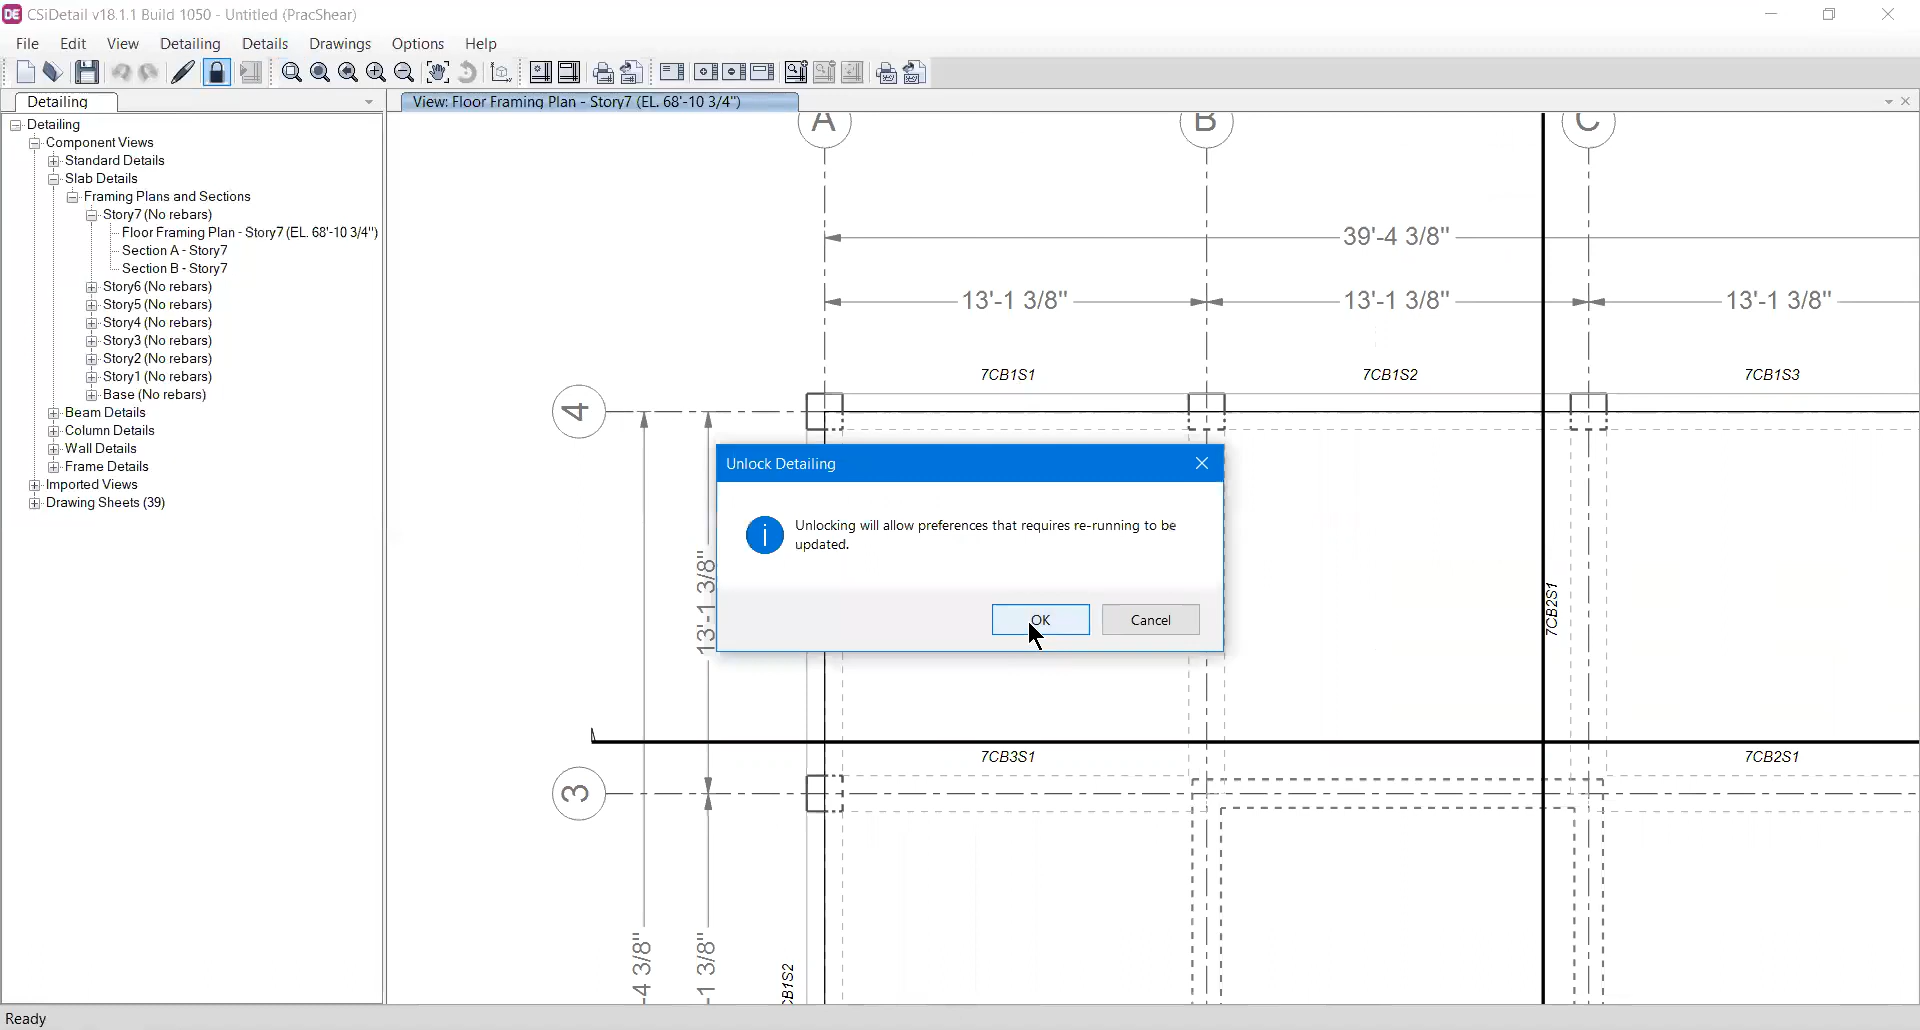 CSiDetail v18.1.1 Build 1050 - Untitled (PracShear)
File Edit View Detailing Details Drawings Options Help
Detailing
View: Floor Framing Plan - Story7 (EL. 68'-10 3/4")
Detailing
Component Views
Standard Details
Slab Details
Framing Plans and Sections
Story7 (No rebars)
Floor Framing Plan - Story7 (EL. 68'-10 3/4")
Section A - Story7
Section B - Story7
Story6 (No rebars)
Story5 (No rebars)
Story4 (No rebars)
Story3 (No rebars)
Story2 (No rebars)
Story1 (No rebars)
Base (No rebars)
Beam Details
Column Details
Wall Details
Frame Details
Imported Views
Drawing Sheets (39)
A B C
39'-4 3/8"
13'-1 3/8" 13'-1 3/8" 13'-1 3/8"
7CB1S1 7CB1S2 7CB1S3
4
Unlock Detailing
Unlocking will allow preferences that requires re-running to be
updated.
OK Cancel
13'-1 3/8"
7CB2S1
7CB3S1 7CB2S1
3
-4 3/8"
-1 3/8"
CB1S2
Ready